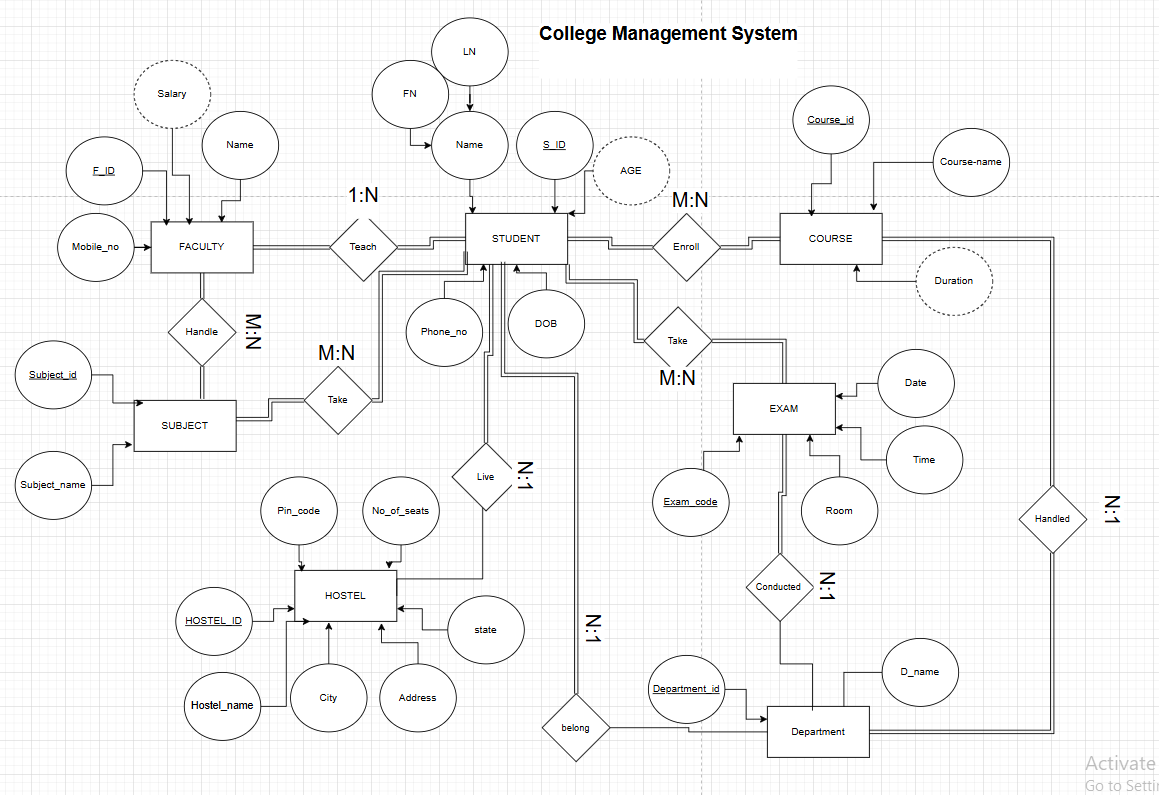 College Management System
LN
FN
Salary
Name
Name
S_ID
AGE
Course_id
Course-name
F_ID
1:N
M:N
Mobile_no
FACULTY
Teach
STUDENT
Enroll
COURSE
Duration
Handle
M:N
Phone_no
DOB
Take
M:N
M:N
Subject_id
Take
SUBJECT
EXAM
Date
Time
Subject_name
Live
N:1
Exam_code
Room
Pin_code
No_of_seats
Handled
N:1
Conducted
N:1
HOSTEL
HOSTEL_ID
state
N:1
Hostel_name
City
Address
Department_id
D_name
belong
Department
Activate
Go to Setti